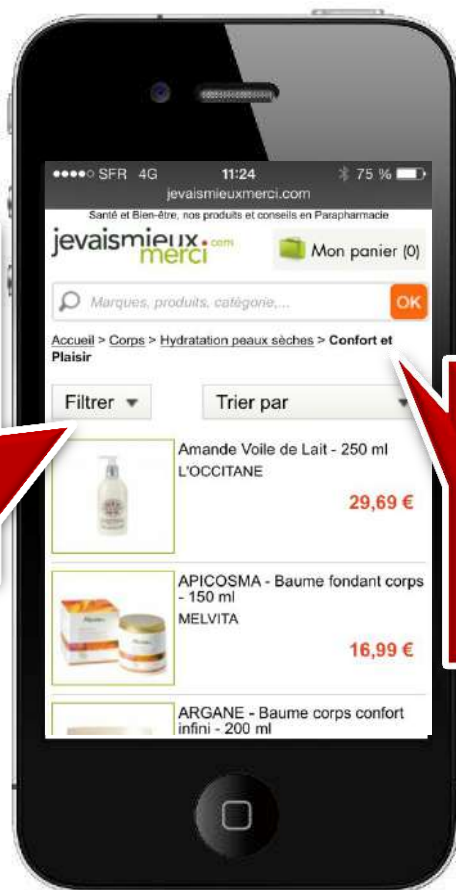 SFR 4G 11:24 75 %
jevaismieuxmerci.com
Santé et Bien-être, nos produits et conseils en Parapharmacie
jevaismieux.com
merci
Mon panier (0)
Marques, produits, catégorie,...
OK
Accueil > Corps > Hydratation peaux sèches > Confort et
Plaisir
Filtrer
Trier par
Amande Voile de Lait - 250 ml
L'OCCITANE
29,69 €
APICOSMA - Baume fondant corps
- 150 ml
MELVITA
16,99 €
ARGANE - Baume corps confort
infini - 200 ml